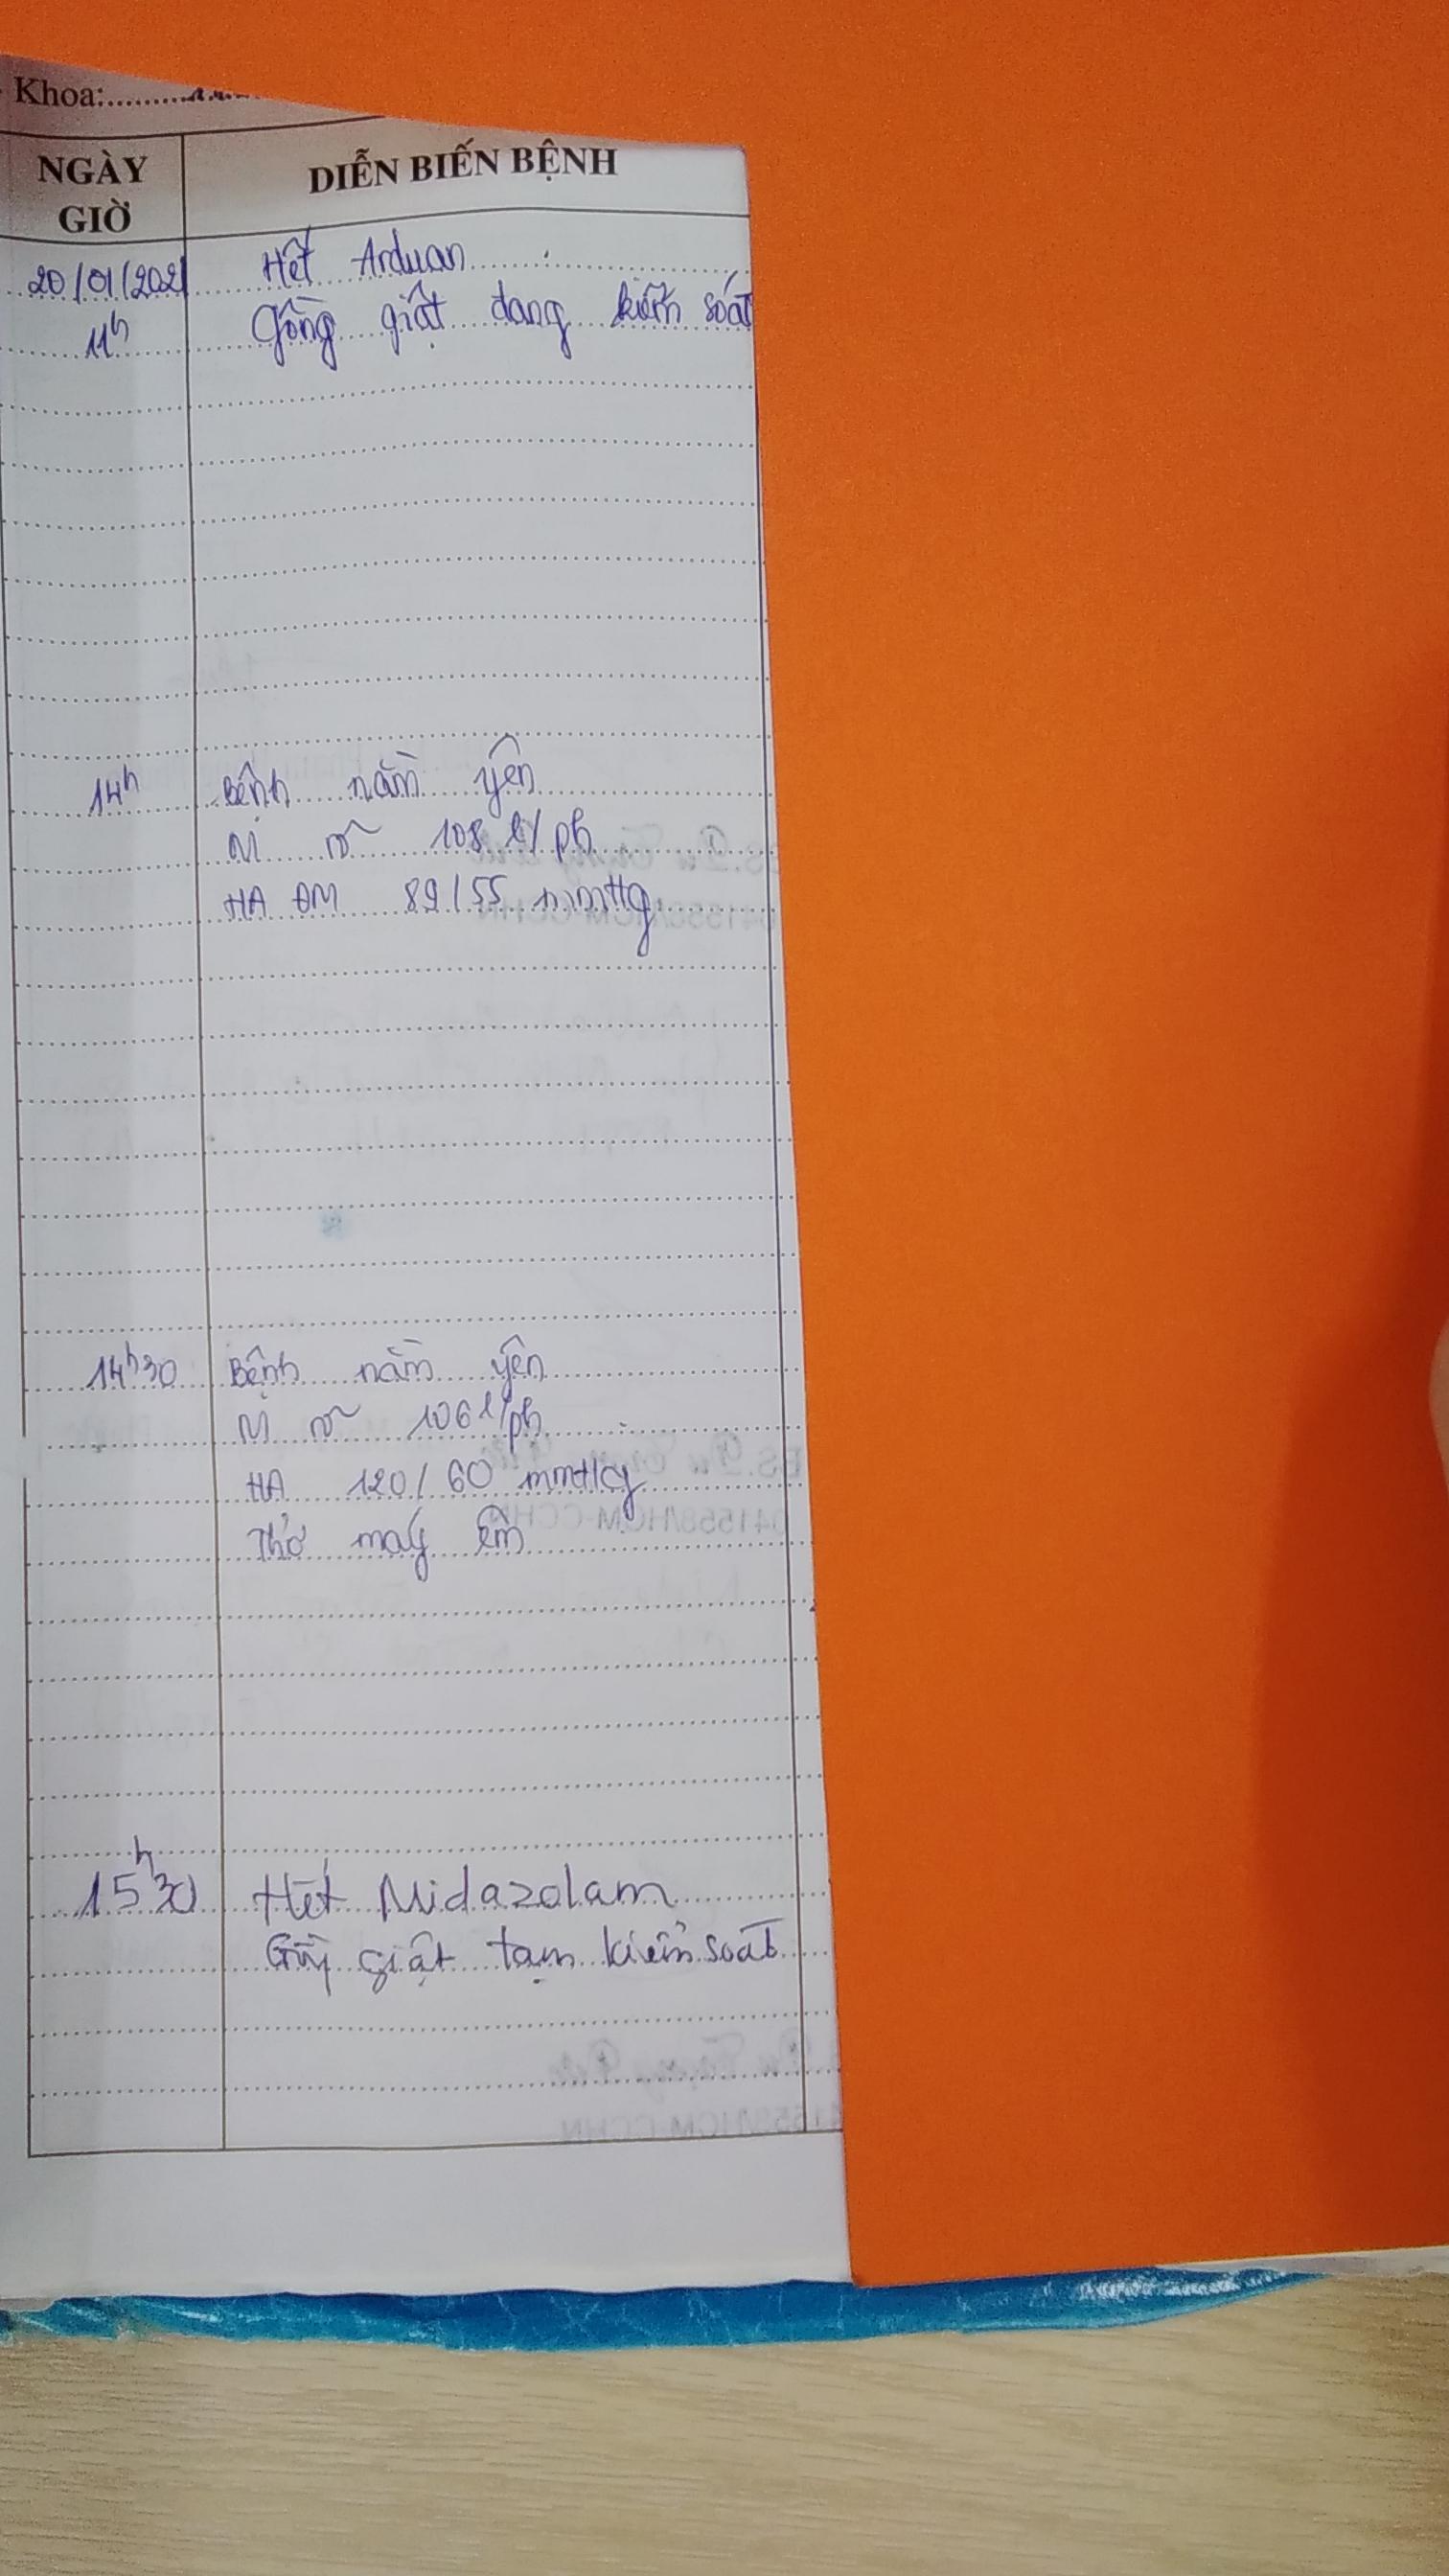 Khoa:
NGÀY GIỜ
DIỄN BIẾN BỆNH
20/01/2021 Hết Arduan
11h Gồng giật đang kiểm soát
14h Bệnh nằm yên
M rõ 108 l/ph
HA ĐM 89/55 mmHg
14h30 Bệnh nằm yên
M rõ 106 l/ph
HA 120/60 mmHg
Thở máy êm
15h30 Hết Midazolam
giật tạm kiểm soát